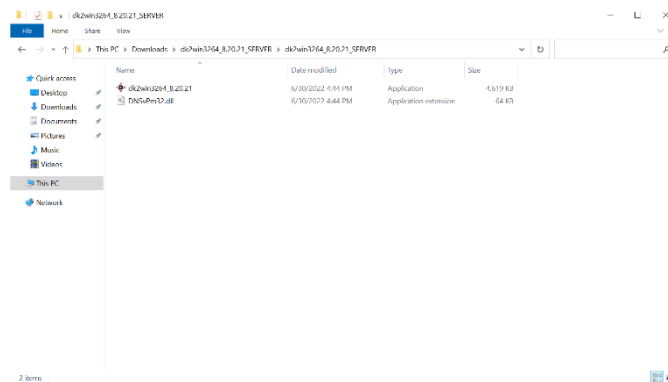 dk2win3264_8.20.21_SERVER
File Home Share View
This PC > Downloads > dk2win3264_8.20.21_SERVER > dk2win3264_8.20.21_SERVER
Name Date modified Type Size
Quick access
Desktop
Downloads
Documents
Pictures
Music
Videos
This PC
Network
dk2win3264_8.20.21 6/30/2022 4:44 PM Application 4,619 KB
DNSvPm32.dll 6/30/2022 4:44 PM Application extension 64 KB
2 items